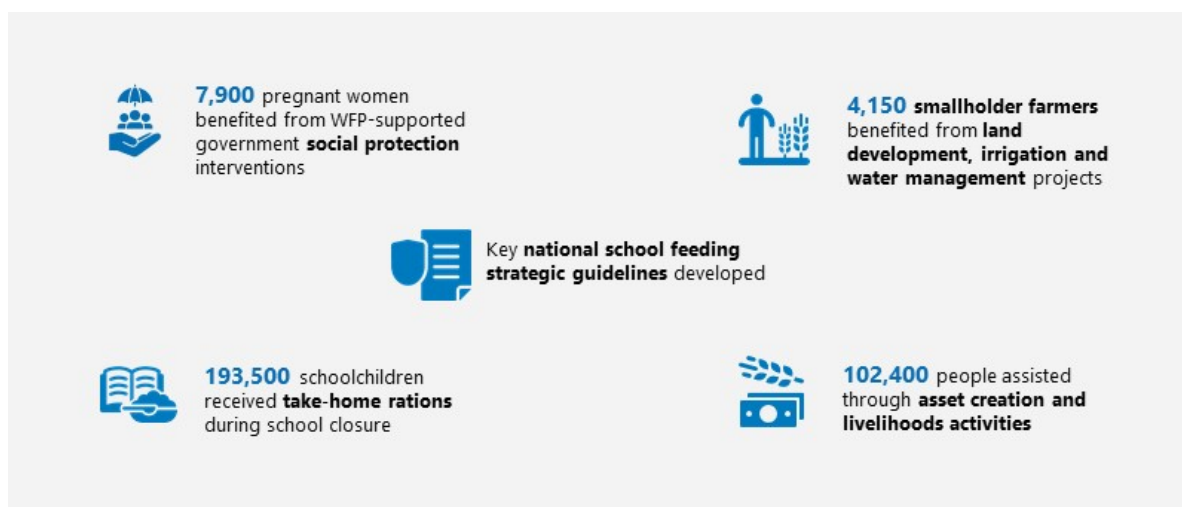 7,900 pregnant women
benefited from WFP-supported
government social protection
interventions
4,150 smallholder farmers
benefited from land
development, irrigation and
water management projects
Key national school feeding
strategic guidelines developed
193,500 schoolchildren
received take-home rations
during school closure
102,400 people assisted
through asset creation and
livelihoods activities